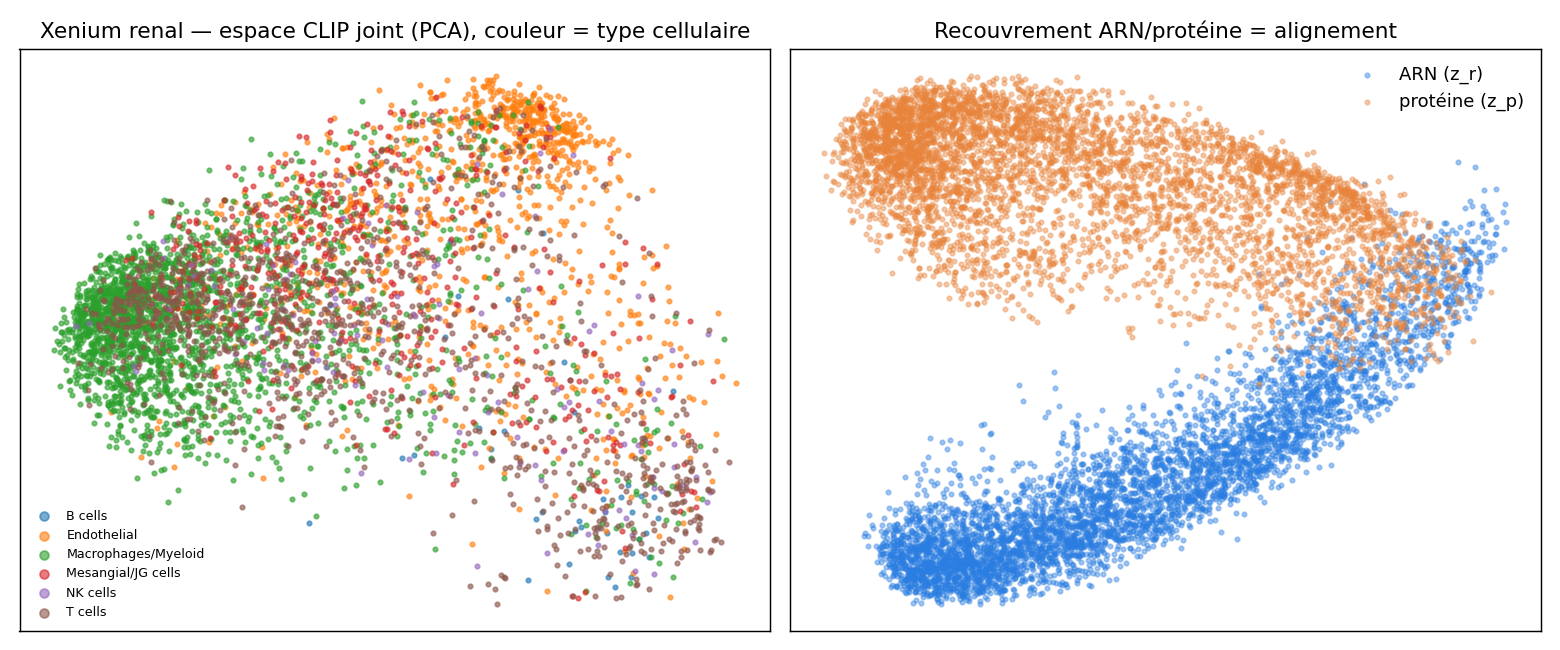 Xenium renal — espace CLIP joint (PCA), couleur = type cellulaire
B cells
Endothelial
Macrophages/Myeloid
Mesangial/JG cells
NK cells
T cells
Recouvrement ARN/protéine = alignement
ARN (z_r)
protéine (z_p)